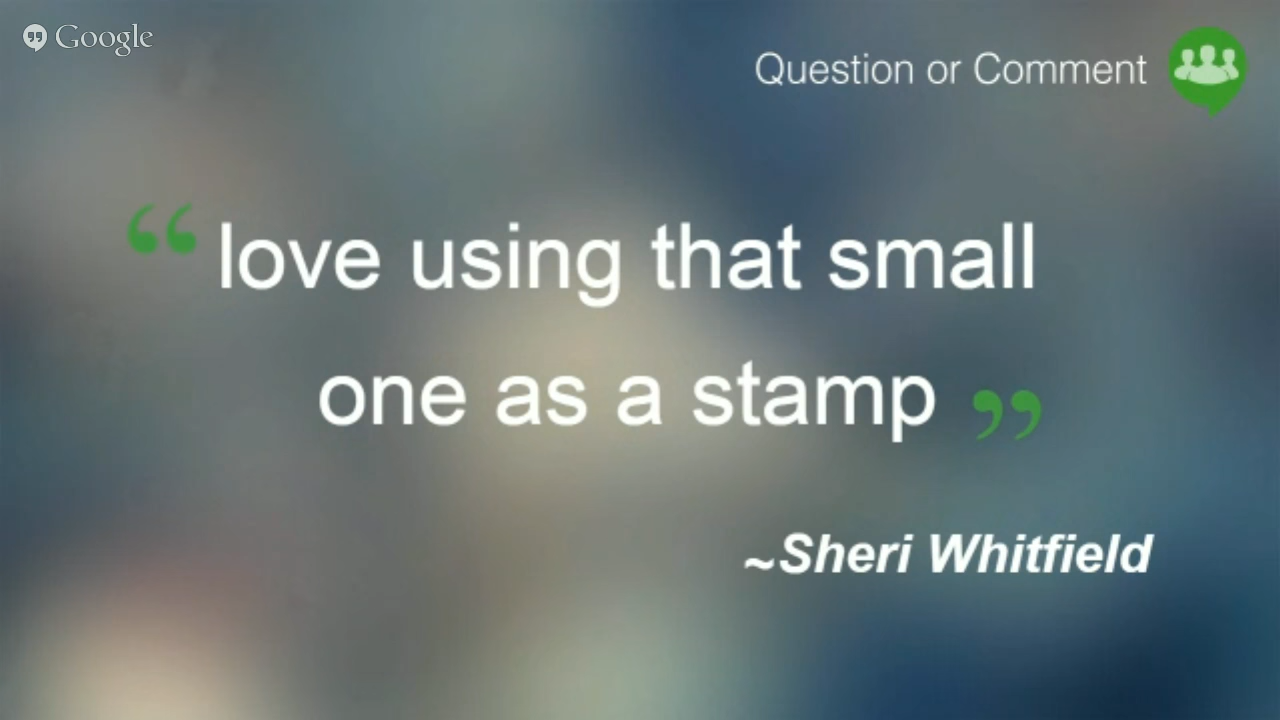 Google
Question or Comment
“ love using that small
one as a stamp ”
~Sheri Whitfield